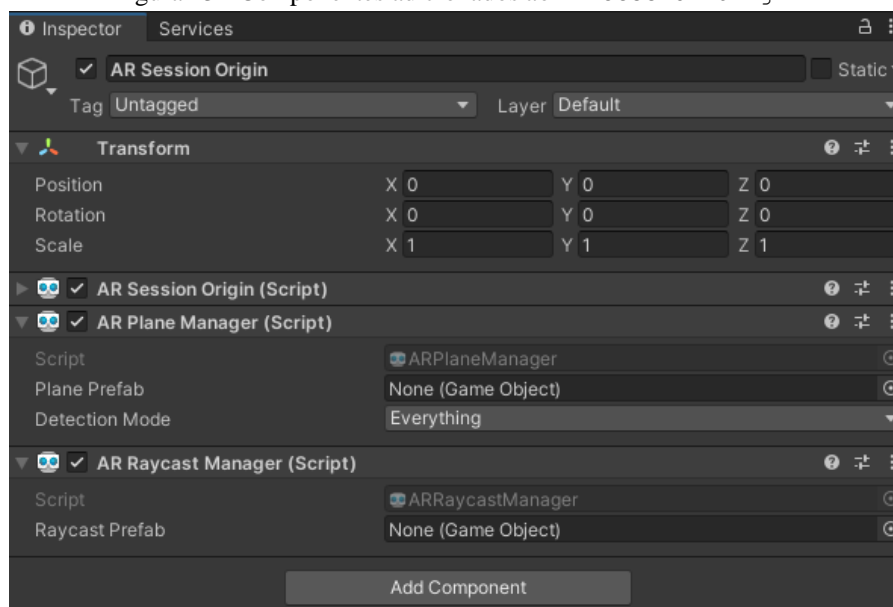 Inspector Services
AR Session Origin Static
Tag Untagged Layer Default
Transform
Position X 0 Y 0 Z 0
Rotation X 0 Y 0 Z 0
Scale X 1 Y 1 Z 1
AR Session Origin (Script)
AR Plane Manager (Script)
Script ARPlaneManager
Plane Prefab None (Game Object)
Detection Mode Everything
AR Raycast Manager (Script)
Script ARRaycastManager
Raycast Prefab None (Game Object)
Add Component